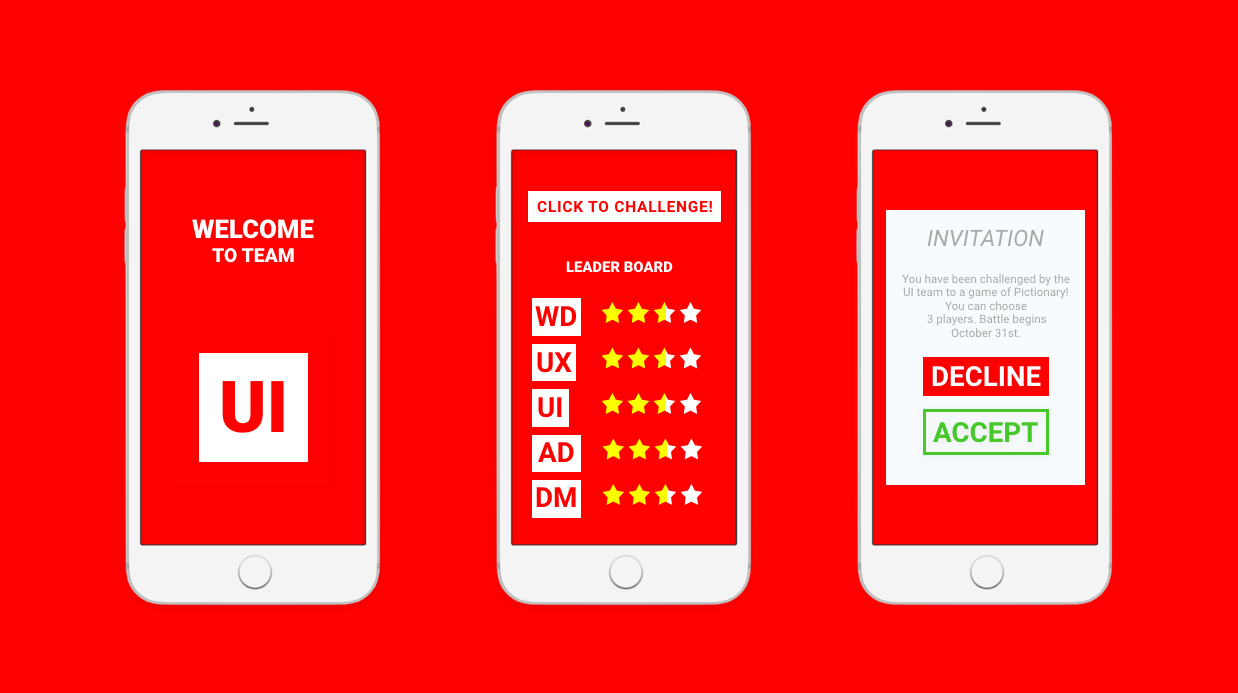 WELCOME
TO TEAM
UI
CLICK TO CHALLENGE!
LEADER BOARD
WD
UX
UI
AD
DM
INVITATION
You have been challenged by the
UI team to a game of Pictionary!
You can choose
3 players. Battle begins
October 31st.
DECLINE
ACCEPT